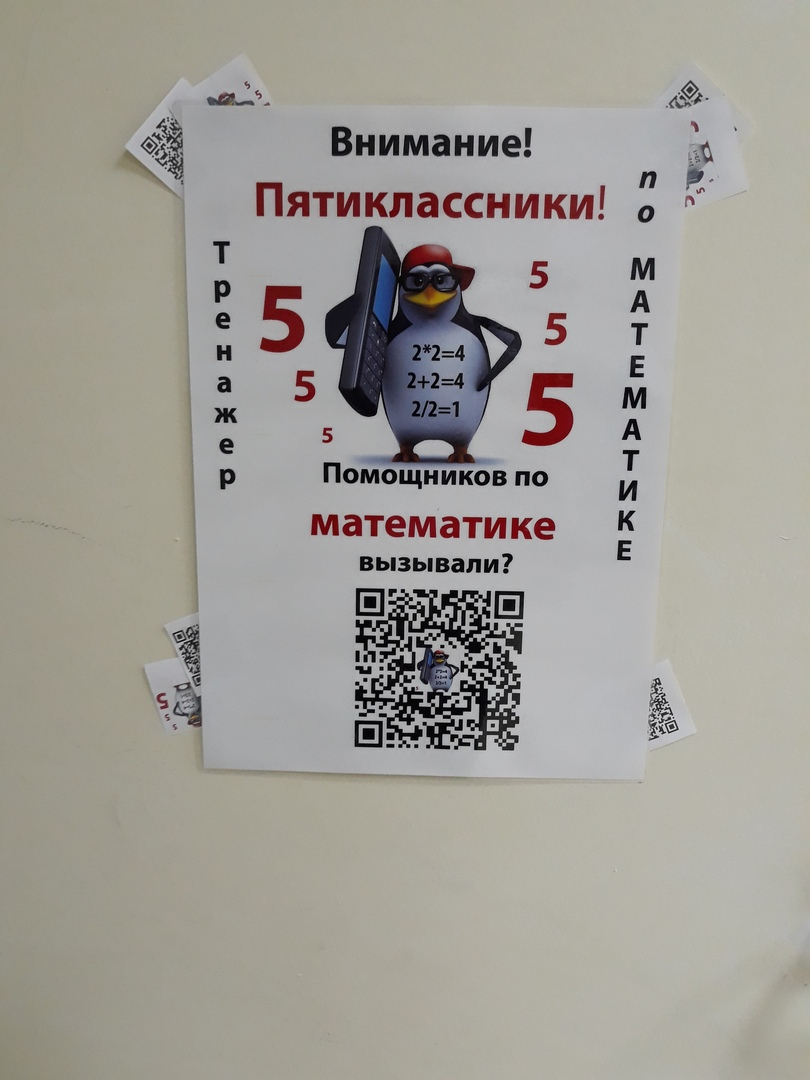 Внимание!
Пятиклассники!
Тренажер
по МАТЕМАТИКЕ
5
5
5
5
5
5
2*2=4
2+2=4
2/2=1
Помощников по
математике
вызывали?